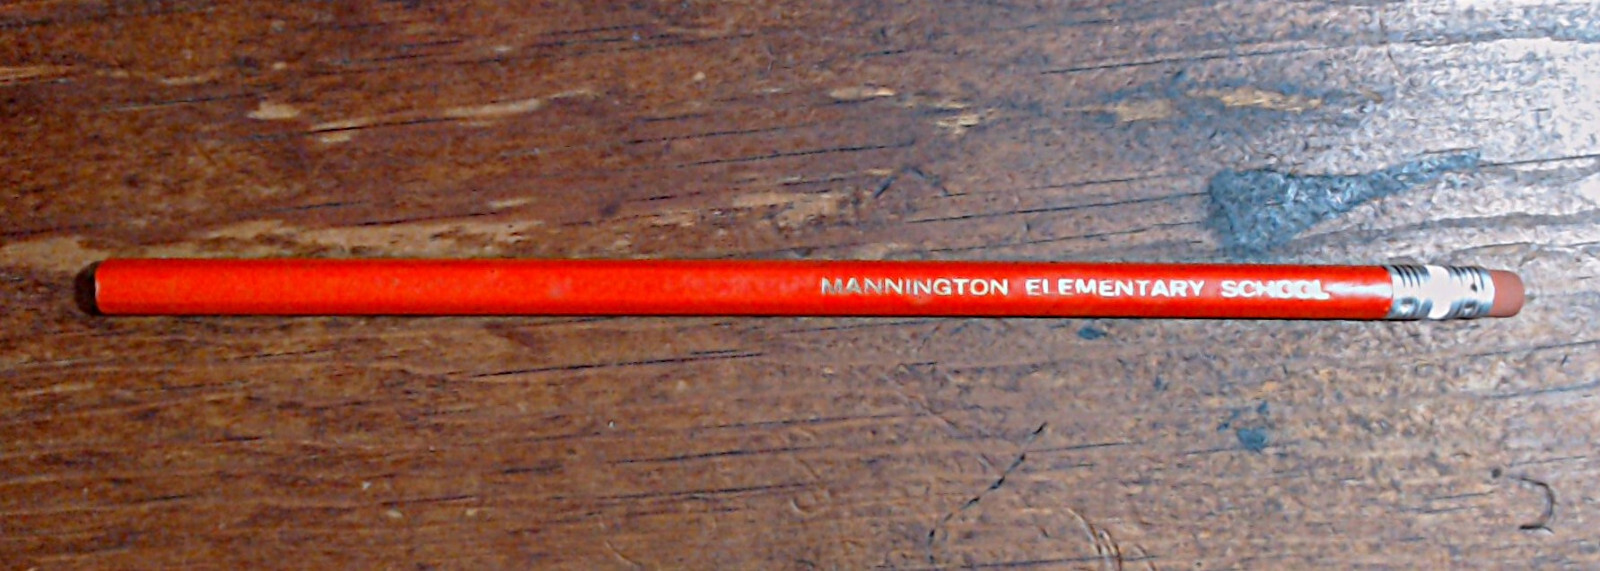 MANNINGTON ELEMENTARY SCHOOL